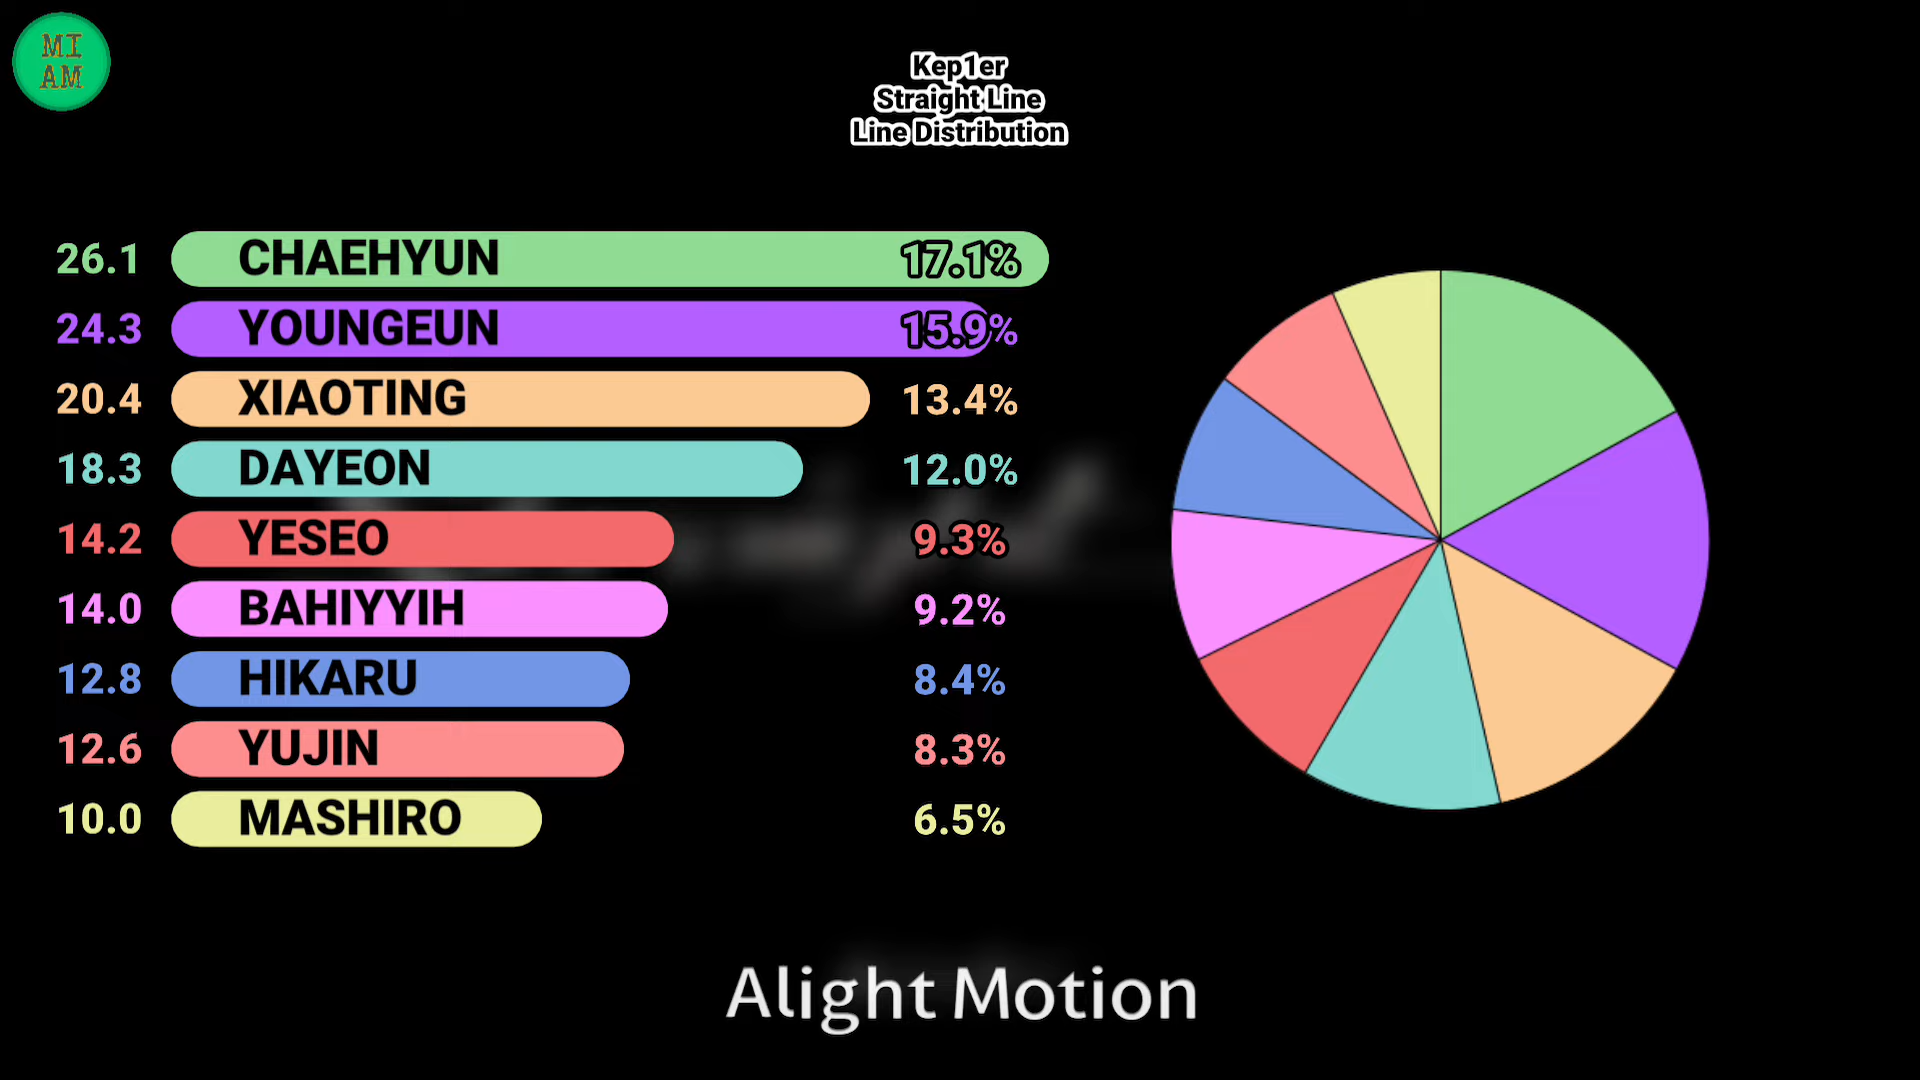 MI
AM
Kep1er
Straight Line
Line Distribution
26.1 CHAEHYUN 17.1%
24.3 YOUNGEUN 15.9%
20.4 XIAOTING 13.4%
18.3 DAYEON 12.0%
14.2 YESEO 9.3%
14.0 BAHIYYIH 9.2%
12.8 HIKARU 8.4%
12.6 YUJIN 8.3%
10.0 MASHIRO 6.5%
Alight Motion